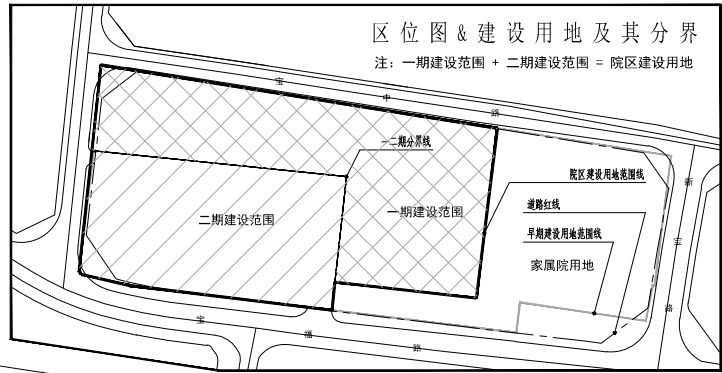 区位图&建设用地及其分界
注：一期建设范围 + 二期建设范围 = 院区建设用地
宝中路
一二期分界线
院区建设用地范围线
新宝路
道路红线
二期建设范围
一期建设范围
早期建设用地范围线
家属院用地
宝福路